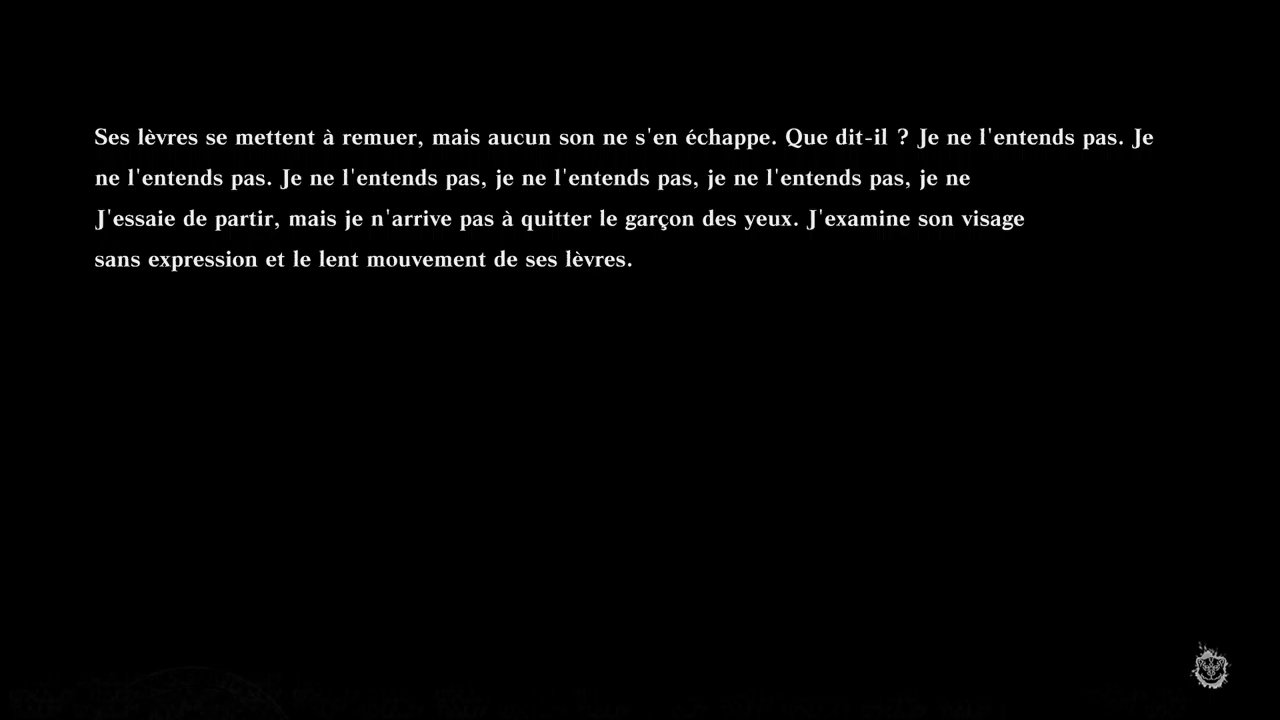 Ses lèvres se mettent à remuer, mais aucun son ne s'en échappe. Que dit-il ? Je ne l'entends pas. Je
ne l'entends pas. Je ne l'entends pas, je ne l'entends pas, je ne l'entends pas, je ne
J'essaie de partir, mais je n'arrive pas à quitter le garçon des yeux. J'examine son visage
sans expression et le lent mouvement de ses lèvres.